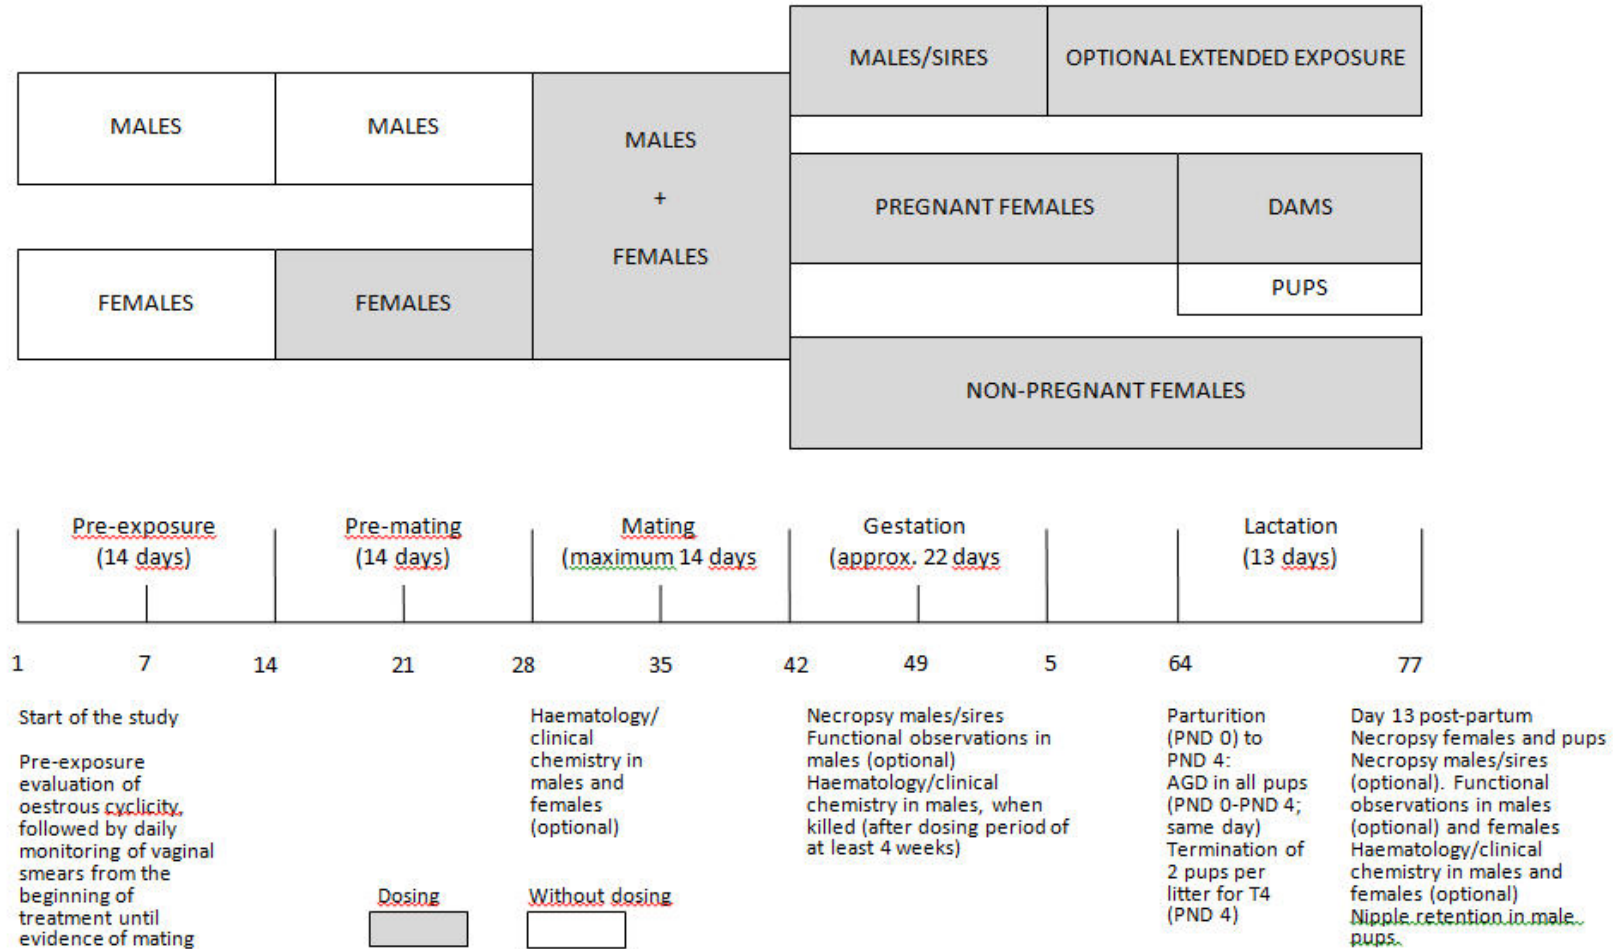 MALES/SIRES
OPTIONAL EXTENDED EXPOSURE
MALES
MALES
MALES
+
FEMALES
PREGNANT FEMALES
DAMS
PUPS
FEMALES
FEMALES
NON-PREGNANT FEMALES
Pre-exposure
(14 days)
Pre-mating
(14 days)
Mating
(maximum 14 days
Gestation
(approx. 22 days
Lactation
(13 days)
1
7
14
21
28
35
42
49
5
64
77
Start of the study
Pre-exposure
evaluation of
oestrous cyclicity,
followed by daily
monitoring of vaginal
smears from the
beginning of
treatment until
evidence of mating
Haematology/
clinical
chemistry in
males and
females
(optional)
Necropsy males/sires
Functional observations in
males (optional)
Haematology/clinical
chemistry in males, when
killed (after dosing period of
at least 4 weeks)
Parturition
(PND 0) to
PND 4:
AGD in all pups
(PND 0-PND 4;
same day)
Termination of
2 pups per
litter for T4
(PND 4)
Day 13 post-partum
Necropsy females and pups
Necropsy males/sires
(optional). Functional
observations in males
(optional) and females
Haematology/clinical
chemistry in males and
females (optional)
Nipple retention in male
pups.
Dosing
Without dosing